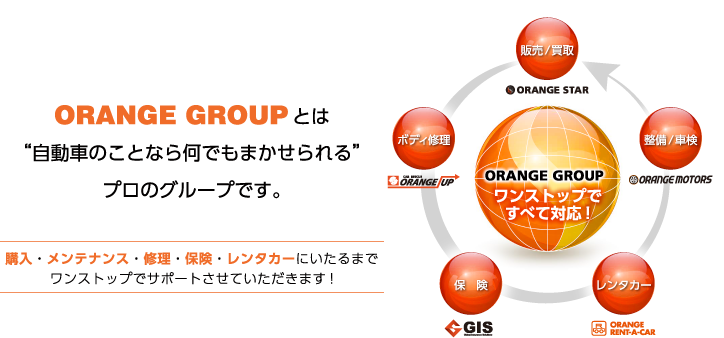 ORANGE GROUPとは
“自動車のことなら何でもまかせられる”
プロのグループです。
購入・メンテナンス・修理・保険・レンタカーにいたるまで
ワンストップでサポートさせていただきます！
販売/買取
ORANGE STAR
ボディ修理
ORANGE UP
整備/車検
ORANGE MOTORS
ORANGE GROUP
ワンストップで
すべて対応！
保 険
GIS
レンタカー
ORANGE
RENT-A-CAR